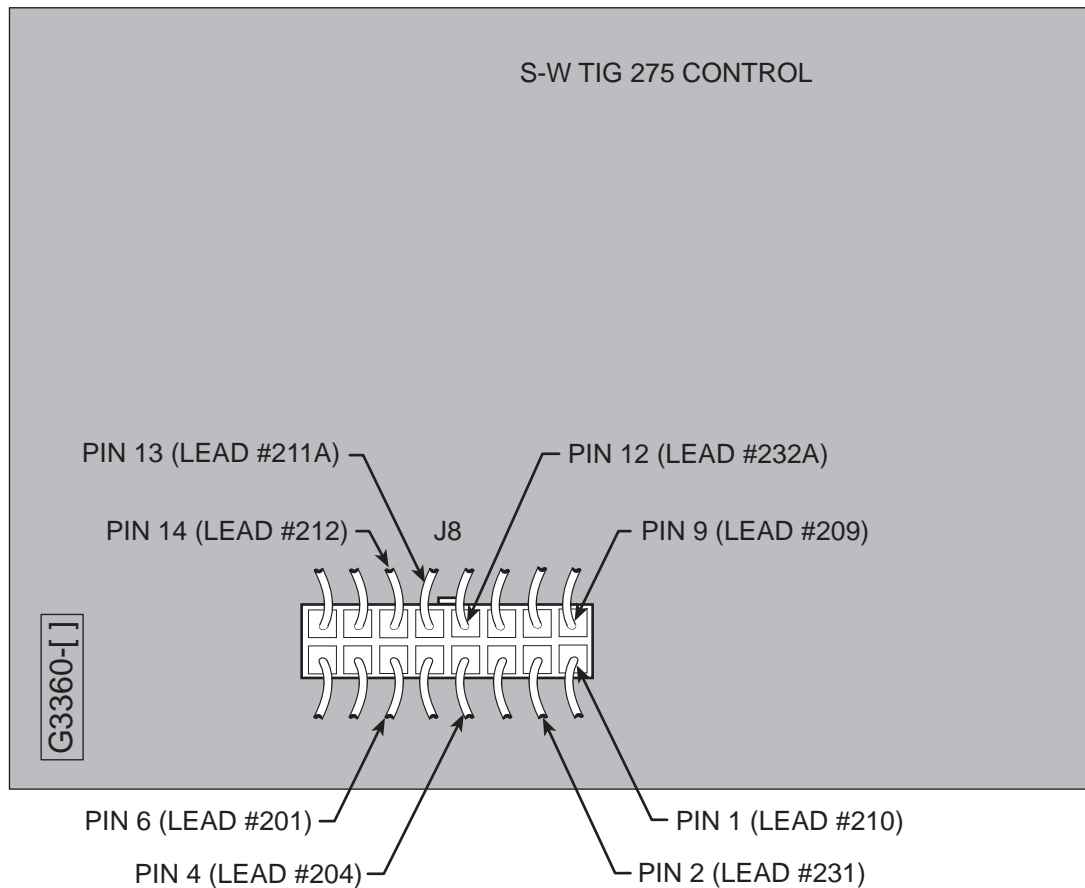 S-W TIG 275 CONTROL
PIN 13 (LEAD #211A)
PIN 12 (LEAD #232A)
PIN 14 (LEAD #212)
J8
PIN 9 (LEAD #209)
G3360-[ ]
PIN 6 (LEAD #201)
PIN 1 (LEAD #210)
PIN 4 (LEAD #204)
PIN 2 (LEAD #231)